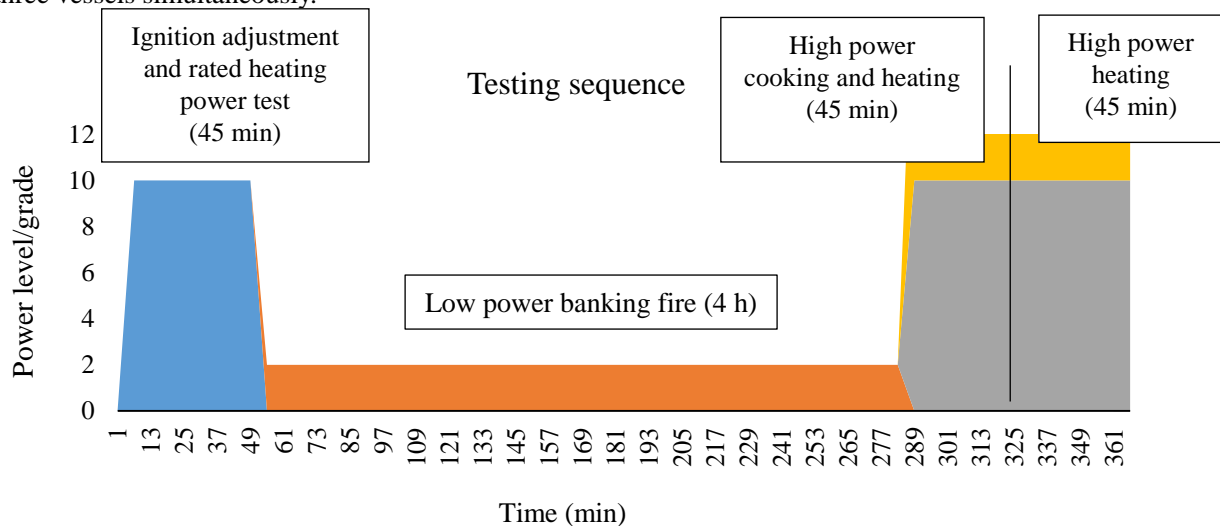 three vessels simultaneously.
Ignition adjustment
and rated heating
power test
(45 min)
Testing sequence
High power
cooking and heating
(45 min)
High power
heating
(45 min)
Power level/grade
12
10
8
6
4
2
0
Low power banking fire (4 h)
1
13
25
37
49
61
73
85
97
109
121
133
145
157
169
181
193
205
217
229
241
253
265
277
289
301
313
325
337
349
361
Time (min)